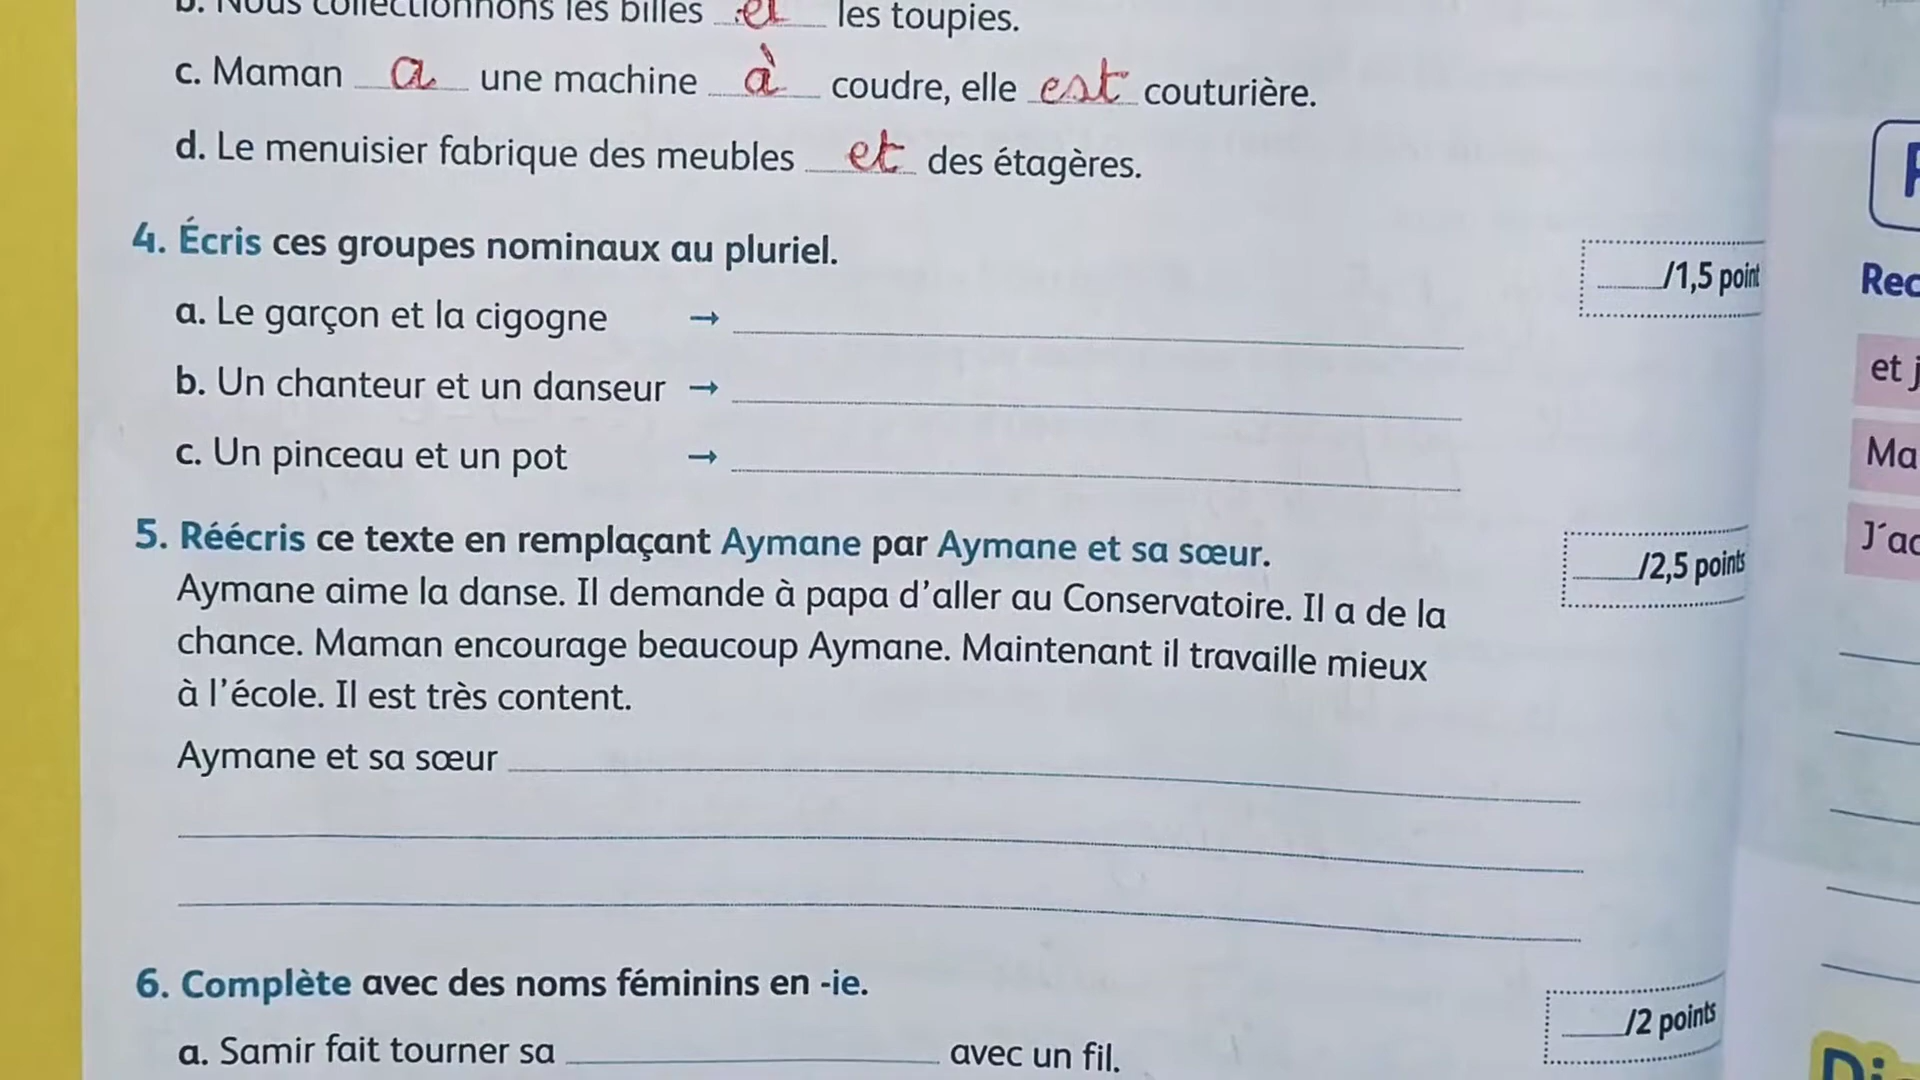 b. Nous collectionnons les billes et les toupies.
c. Maman a une machine à coudre, elle est couturière.
d. Le menuisier fabrique des meubles et des étagères.
4. Écris ces groupes nominaux au pluriel.
/1,5 point
a. Le garçon et la cigogne →
b. Un chanteur et un danseur →
c. Un pinceau et un pot →
5. Réécris ce texte en remplaçant Aymane par Aymane et sa sœur.
/2,5 points
Aymane aime la danse. Il demande à papa d'aller au Conservatoire. Il a de la
chance. Maman encourage beaucoup Aymane. Maintenant il travaille mieux
à l'école. Il est très content.
Aymane et sa sœur
6. Complète avec des noms féminins en -ie.
/2 points
a. Samir fait tourner sa avec un fil.
Rec
et j
Ma
J'ac
Di